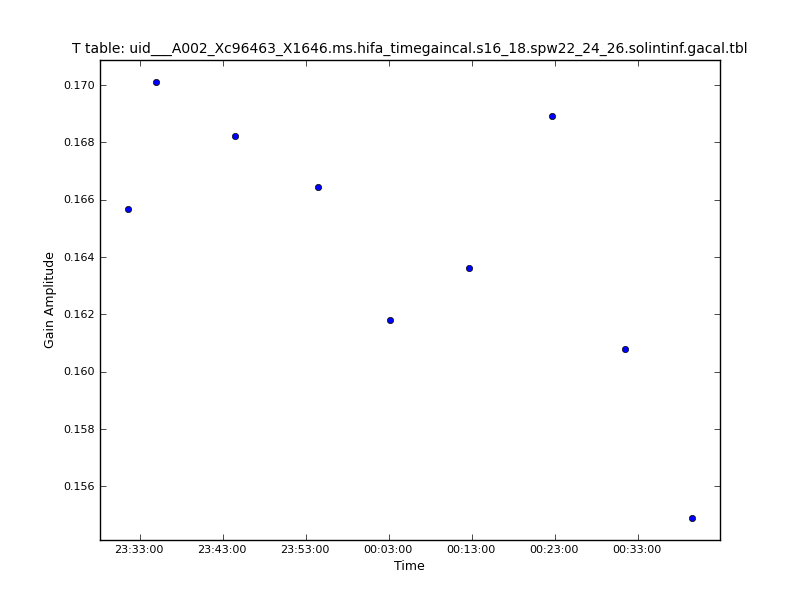 T table: uid___A002_Xc96463_X1646.ms.hifa_timegaincal.s16_18.spw22_24_26.solintinf.gacal.tbl
0.170
0.168
0.166
0.164
0.162
0.160
0.158
0.156
Gain Amplitude
23:33:00 23:43:00 23:53:00 00:03:00 00:13:00 00:23:00 00:33:00
Time